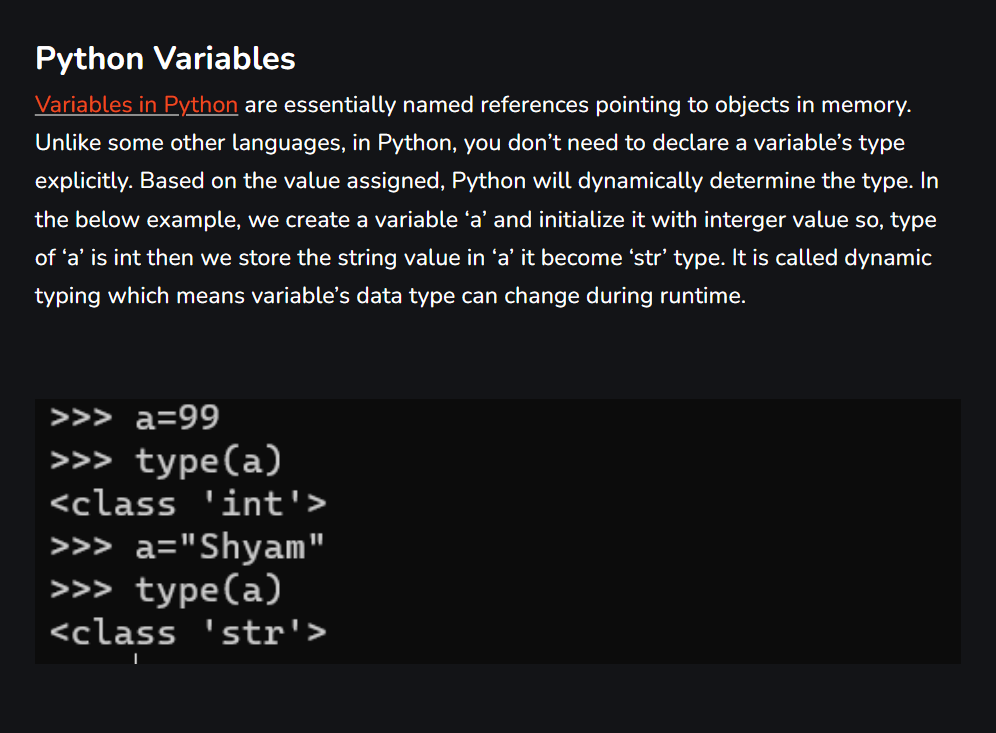 Python Variables
Variables in Python are essentially named references pointing to objects in memory.
Unlike some other languages, in Python, you don’t need to declare a variable’s type
explicitly. Based on the value assigned, Python will dynamically determine the type. In
the below example, we create a variable ‘a’ and initialize it with interger value so, type
of ‘a’ is int then we store the string value in ‘a’ it become ‘str’ type. It is called dynamic
typing which means variable’s data type can change during runtime.
>>> a=99
>>> type(a)
<class 'int'>
>>> a="Shyam"
>>> type(a)
<class 'str'>